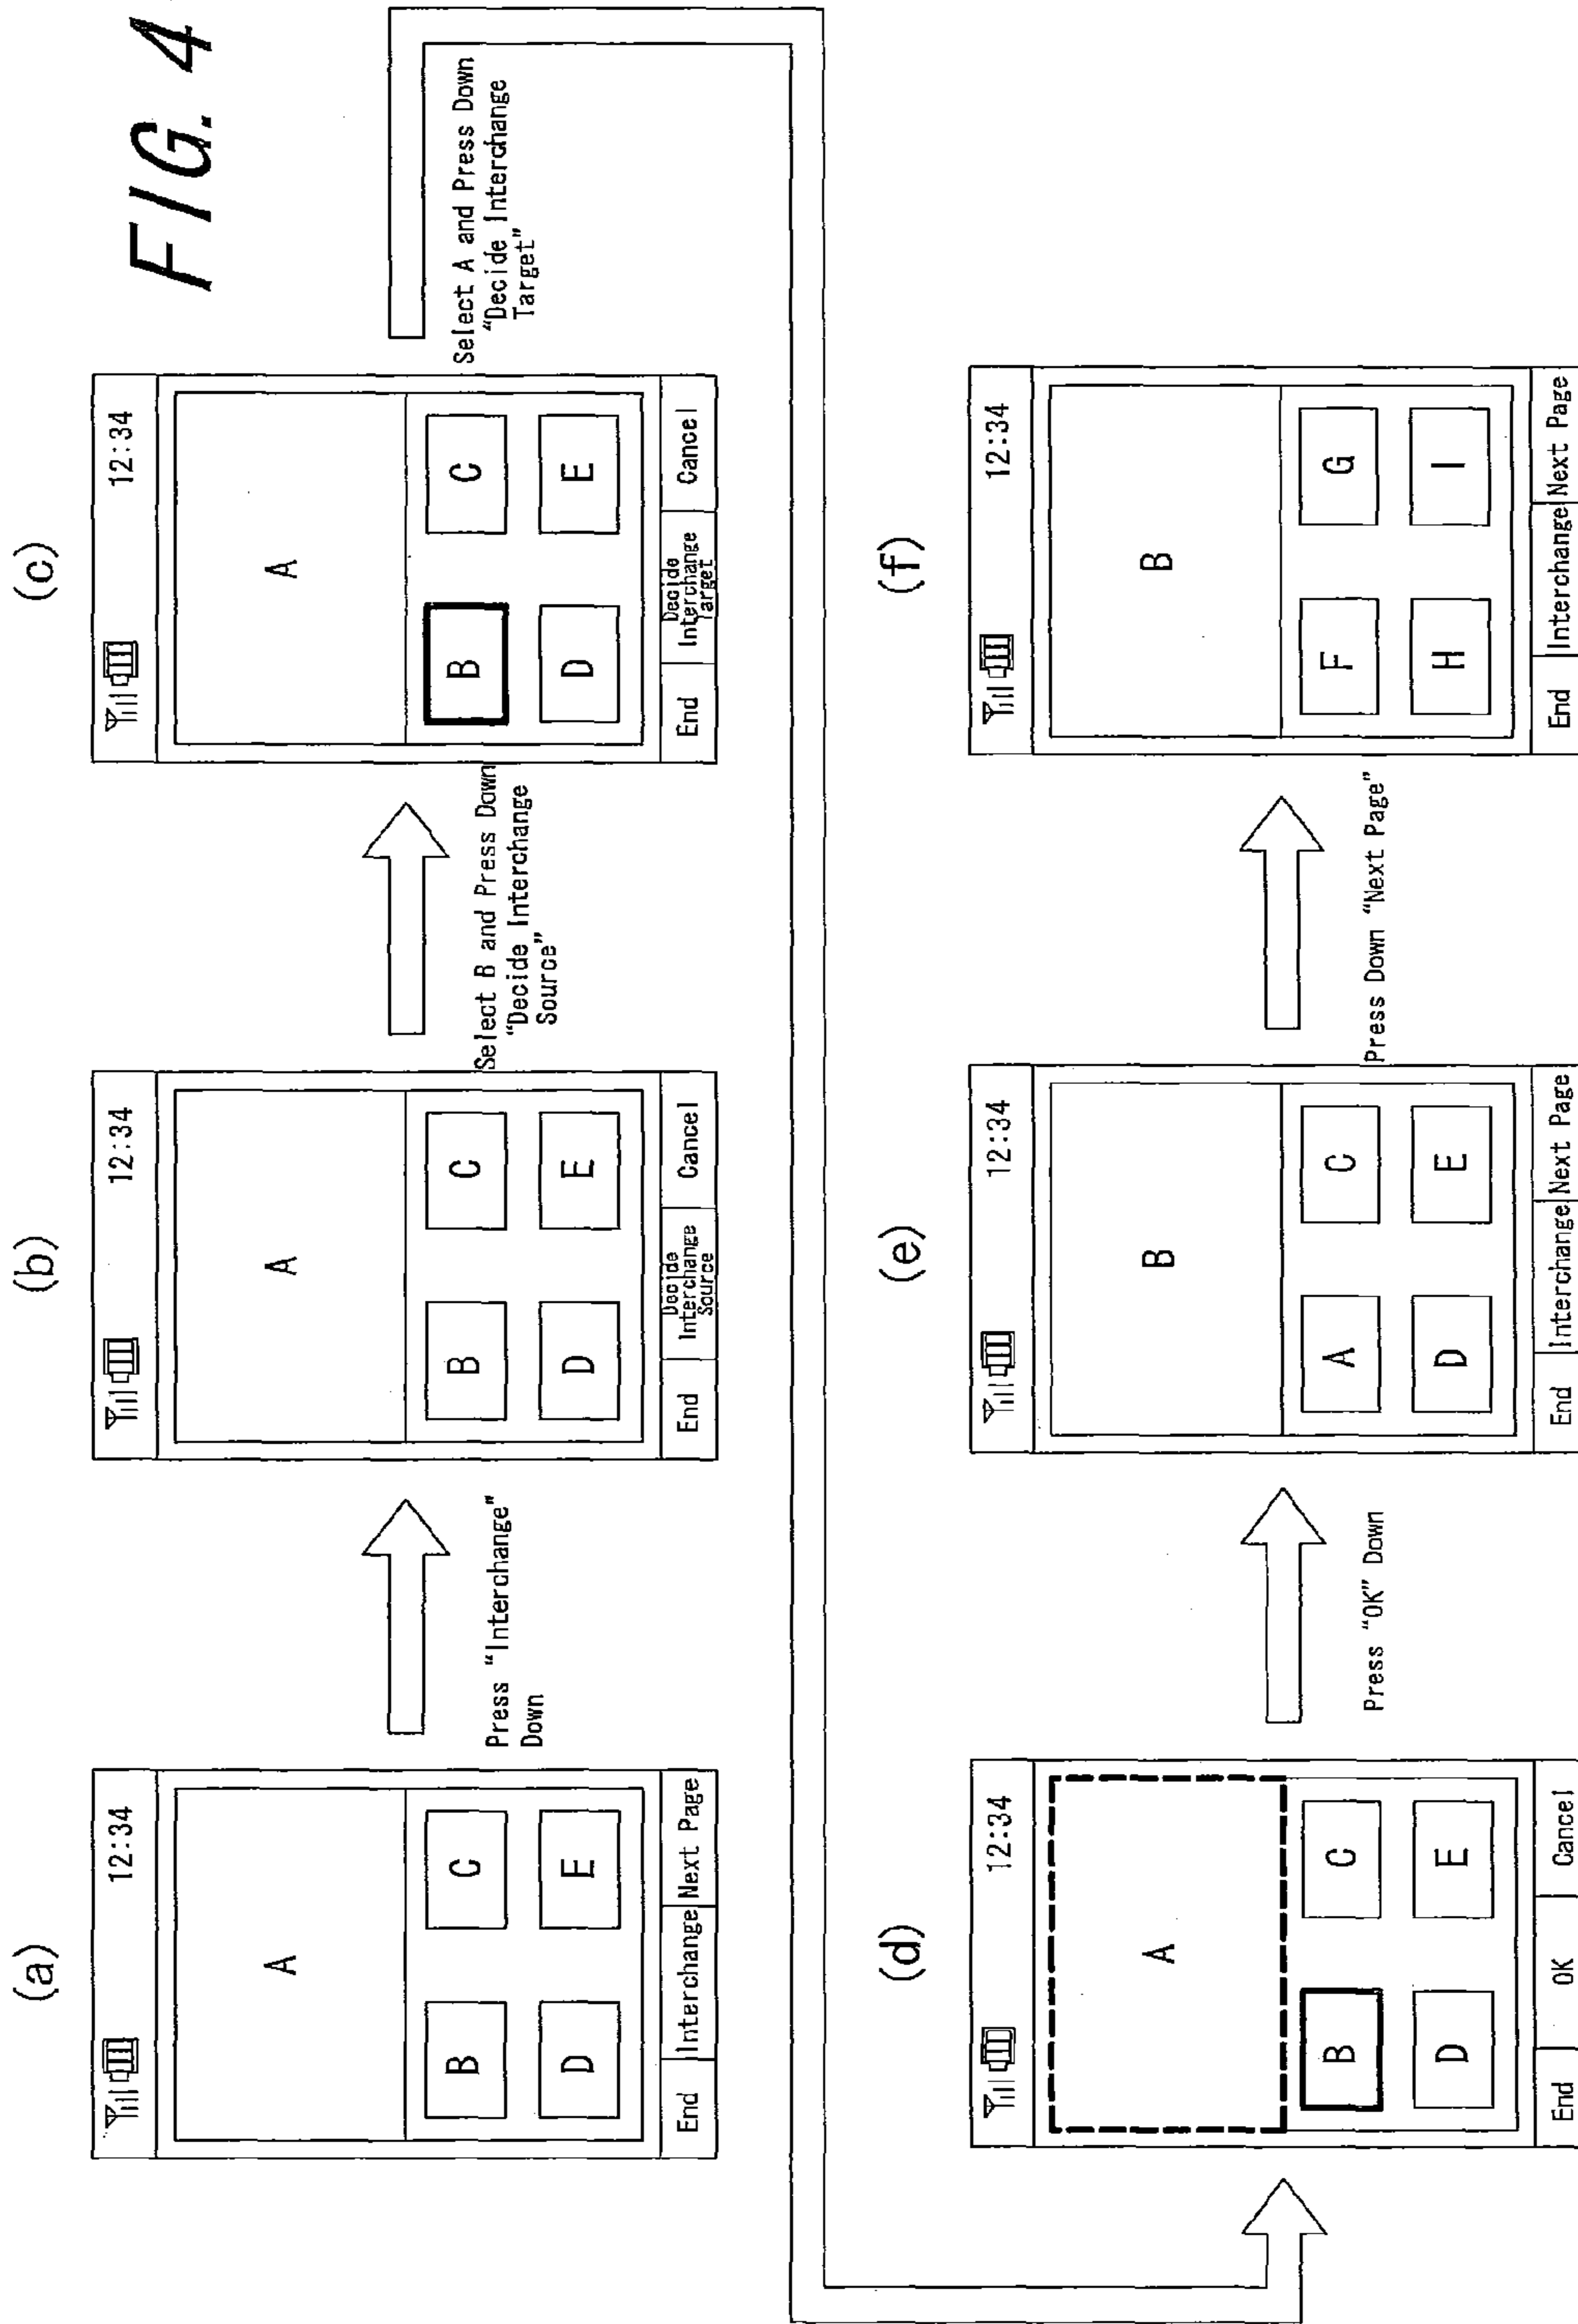 FIG. 4
(a)
12:34
A
B
C
D
E
End
Interchange
Next Page
Press "Interchange"
Down
(b)
12:34
A
B
C
D
E
End
Decide
Interchange
Source
Cancel
Select B and Press Down
"Decide Interchange
Source"
(c)
12:34
A
B
C
D
E
End
Decide
Interchange
Target
Cancel
Select A and Press Down
"Decide Interchange
Target"
(d)
12:34
A
B
C
D
E
End
OK
Cancel
Press "OK" Down
(e)
12:34
B
A
C
D
E
End
Interchange
Next Page
Press Down "Next Page"
(f)
12:34
B
F
G
H
I
End
Interchange
Next Page